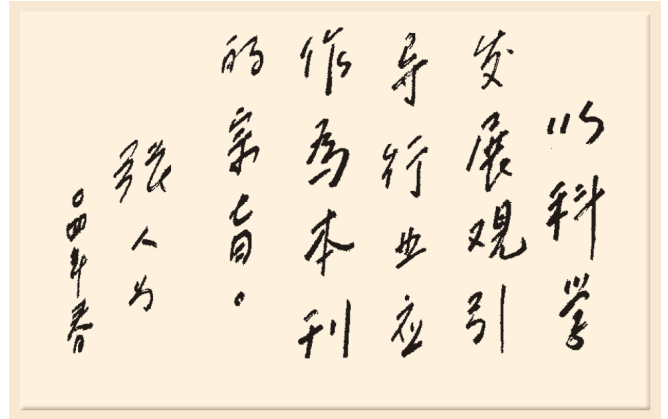 以科学
发展观引
导行业应
作為本刊
的宗旨。
张人为
〇四年春